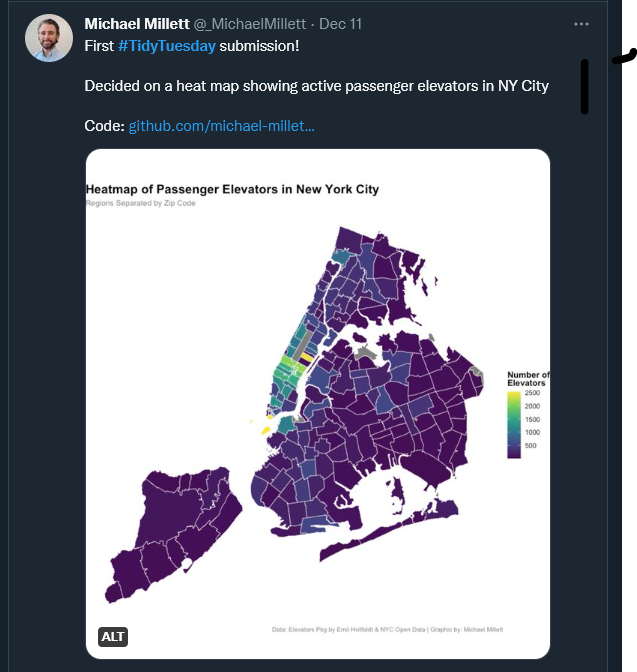 Michael Millett @_MichaelMillett · Dec 11
First #TidyTuesday submission!
Decided on a heat map showing active passenger elevators in NY City
Code: github.com/michael-millet...
Heatmap of Passenger Elevators in New York City
Regions Separated by Zip Code
Number of
Elevators
2500
2000
1500
1000
500
Data: Elevators Pkg by Emil Hvitfeldt & NYC Open Data | Graphic by: Michael Millett
ALT